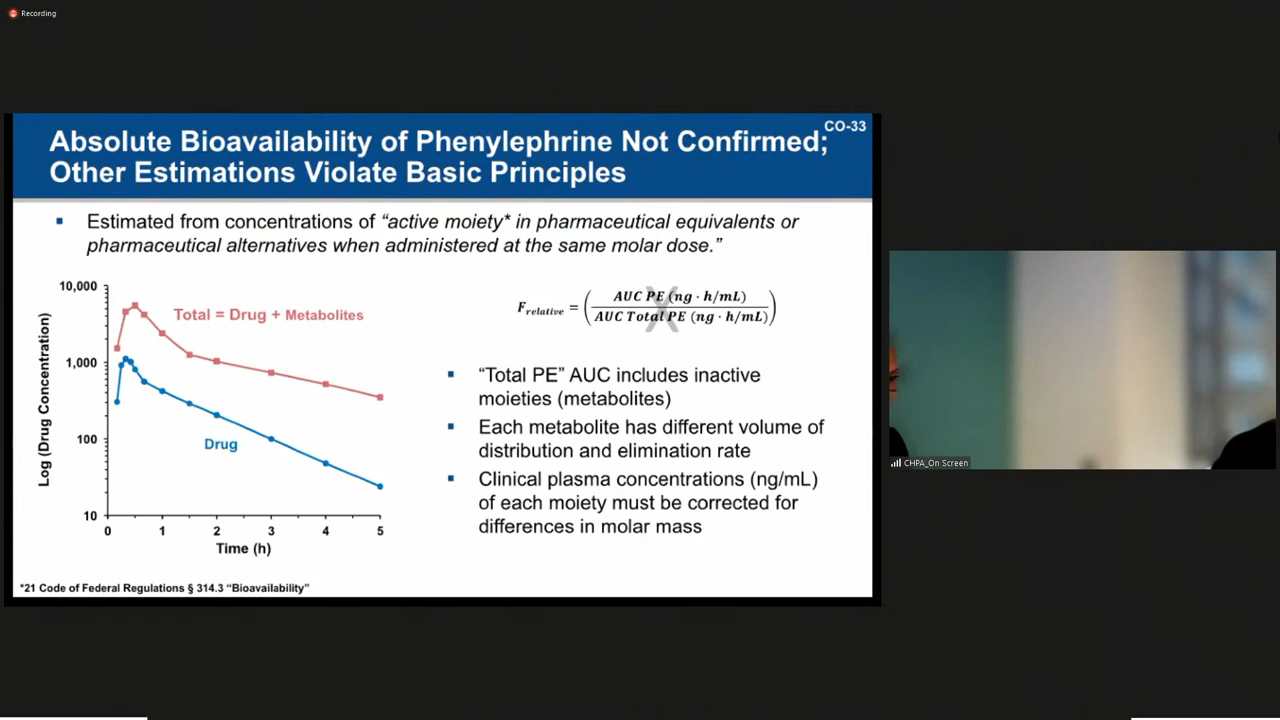 Recording
CO-33
Absolute Bioavailability of Phenylephrine Not Confirmed;
Other Estimations Violate Basic Principles
▪ Estimated from concentrations of “active moiety* in pharmaceutical equivalents or
pharmaceutical alternatives when administered at the same molar dose.”
Log (Drug Concentration)
10,000
1,000
100
10
Total = Drug + Metabolites
Drug
0 1 2 3 4 5
Time (h)
F relative = ( AUC PE (ng · h/mL)
AUC Total PE (ng · h/mL) )
X
▪ “Total PE” AUC includes inactive
moieties (metabolites)
▪ Each metabolite has different volume of
distribution and elimination rate
▪ Clinical plasma concentrations (ng/mL)
of each moiety must be corrected for
differences in molar mass
*21 Code of Federal Regulations § 314.3 “Bioavailability”
CHPA_On Screen